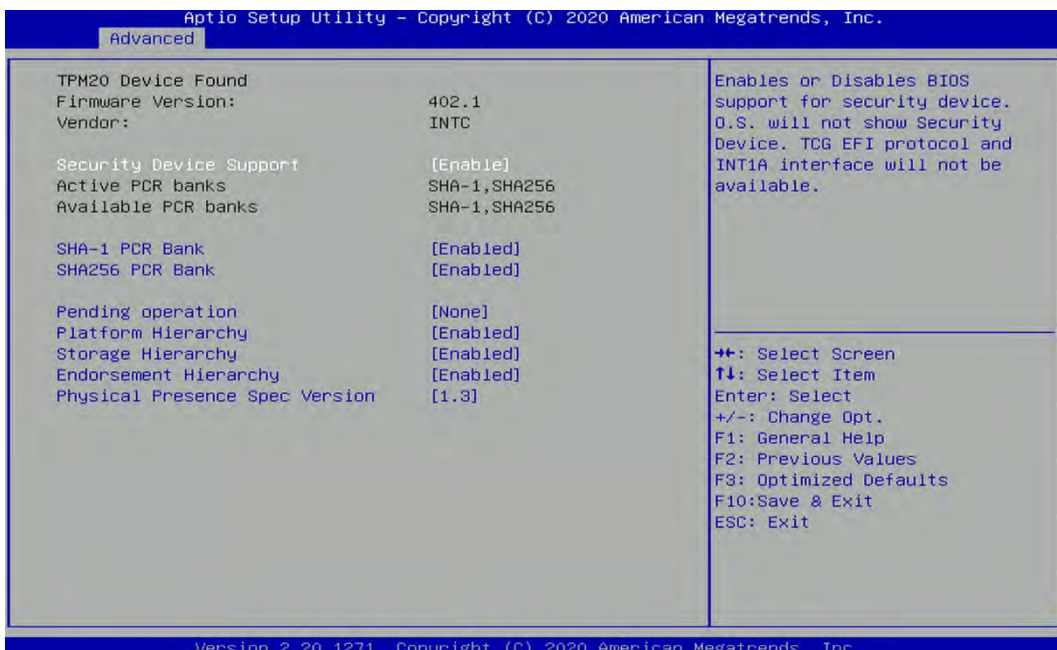 Aptio Setup Utility – Copyright (C) 2020 American Megatrends, Inc.
Advanced
TPM20 Device Found
Firmware Version: 402.1
Vendor: INTC
Security Device Support [Enable]
Active PCR banks SHA-1,SHA256
Available PCR banks SHA-1,SHA256
SHA-1 PCR Bank [Enabled]
SHA256 PCR Bank [Enabled]
Pending operation [None]
Platform Hierarchy [Enabled]
Storage Hierarchy [Enabled]
Endorsement Hierarchy [Enabled]
Physical Presence Spec Version [1.3]
Enables or Disables BIOS
support for security device.
O.S. will not show Security
Device. TCG EFI protocol and
INT1A interface will not be
available.
→←: Select Screen
↑↓: Select Item
Enter: Select
+/-: Change Opt.
F1: General Help
F2: Previous Values
F3: Optimized Defaults
F10:Save & Exit
ESC: Exit
Version 2.20.1271. Copyright (C) 2020 American Megatrends, Inc.